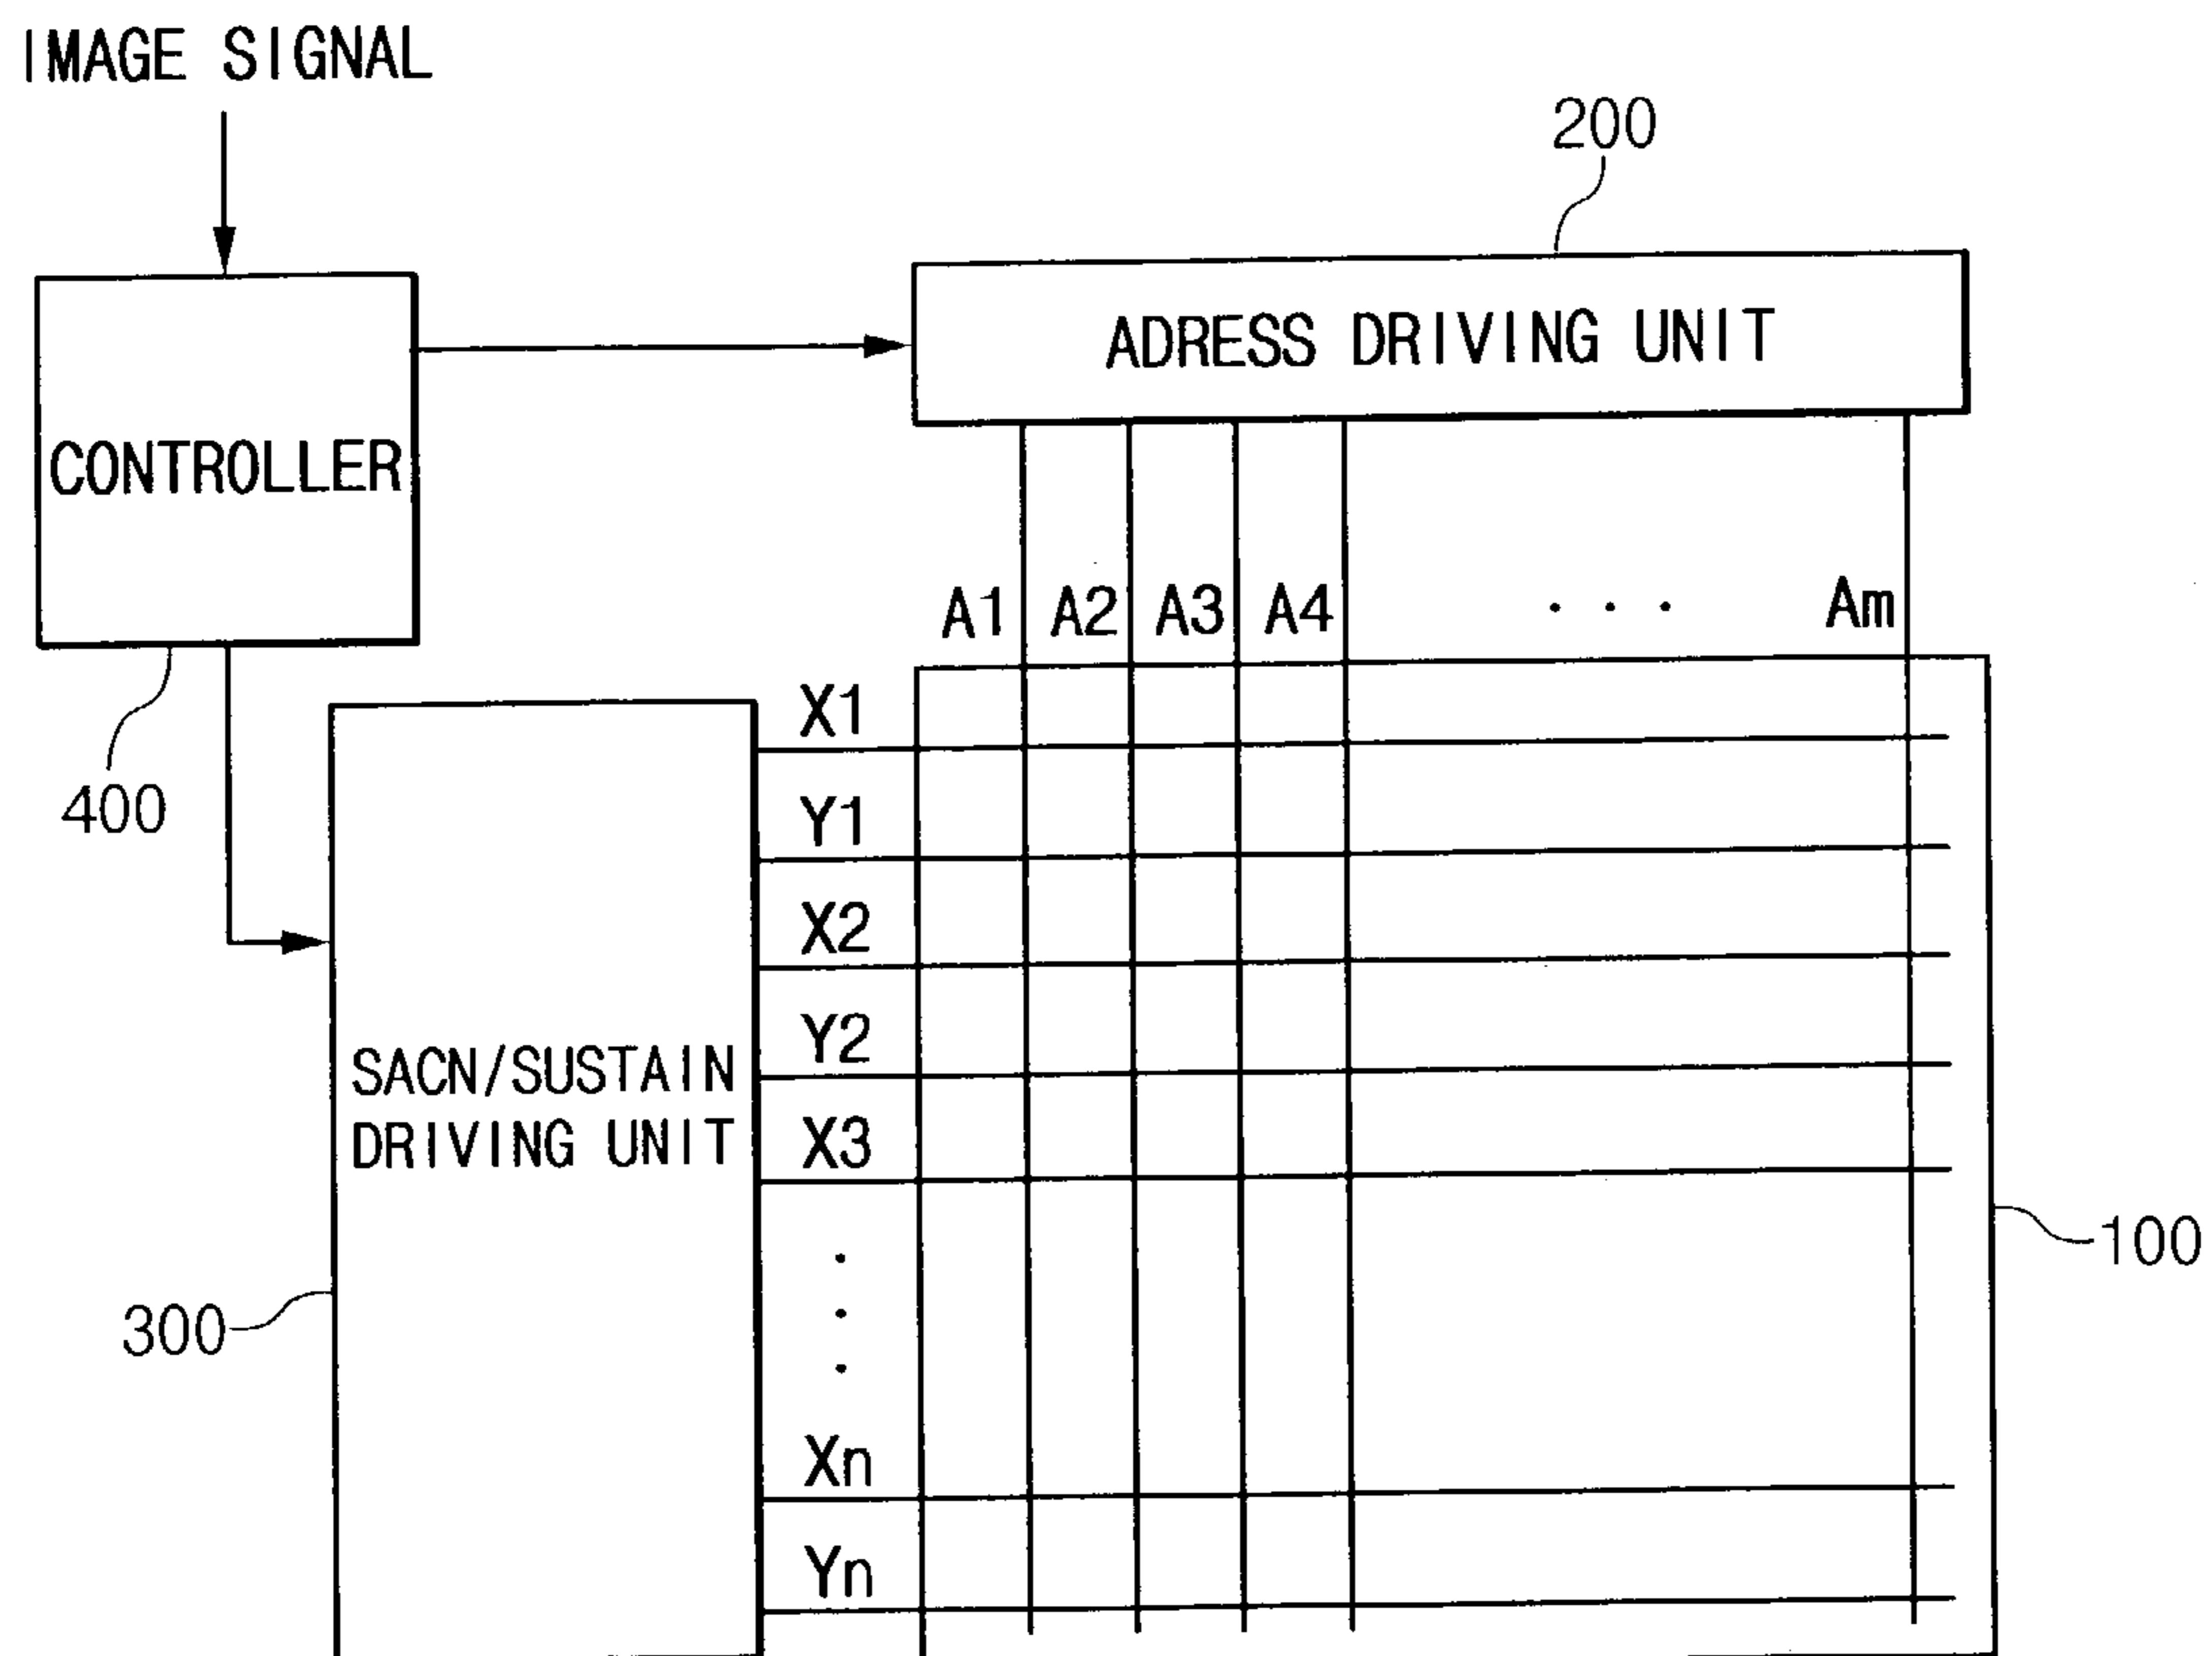 IMAGE SIGNAL
200
ADRESS DRIVING UNIT
CONTROLLER
A1 A2 A3 A4 . . . Am
X1
400
Y1
X2
Y2
SACN/SUSTAIN
DRIVING UNIT
X3
100
300
Xn
Yn